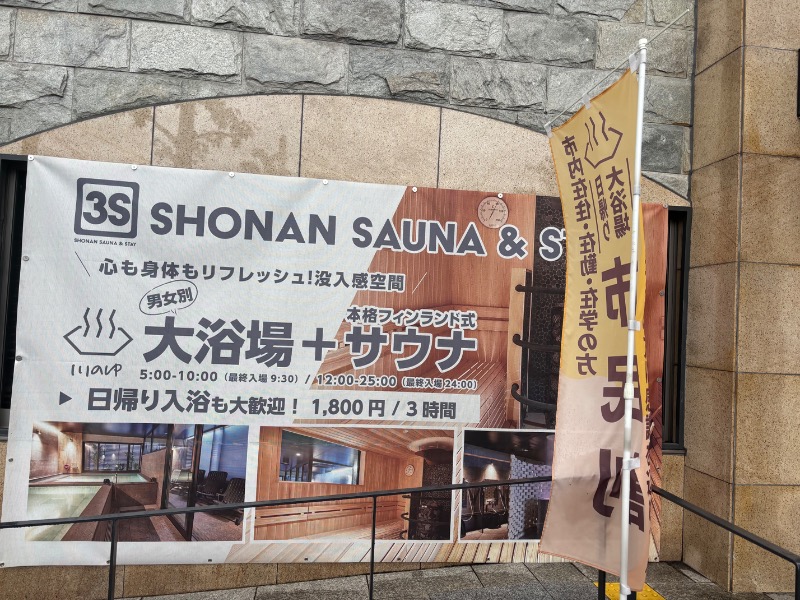 3S
SHONAN SAUNA & STAY
SHONAN SAUNA & ST
心も身体もリフレッシュ!没入感空間
男女別
本格フィンランド式
大浴場+サウナ
川のゆ
5:00-10:00(最終入場 9:30) / 12:00-25:00(最終入場 24:00)
▶ 日帰り入浴も大歓迎! 1,800円 / 3時間
大浴場
日帰り
市民割
市内在住・在勤・在学の方